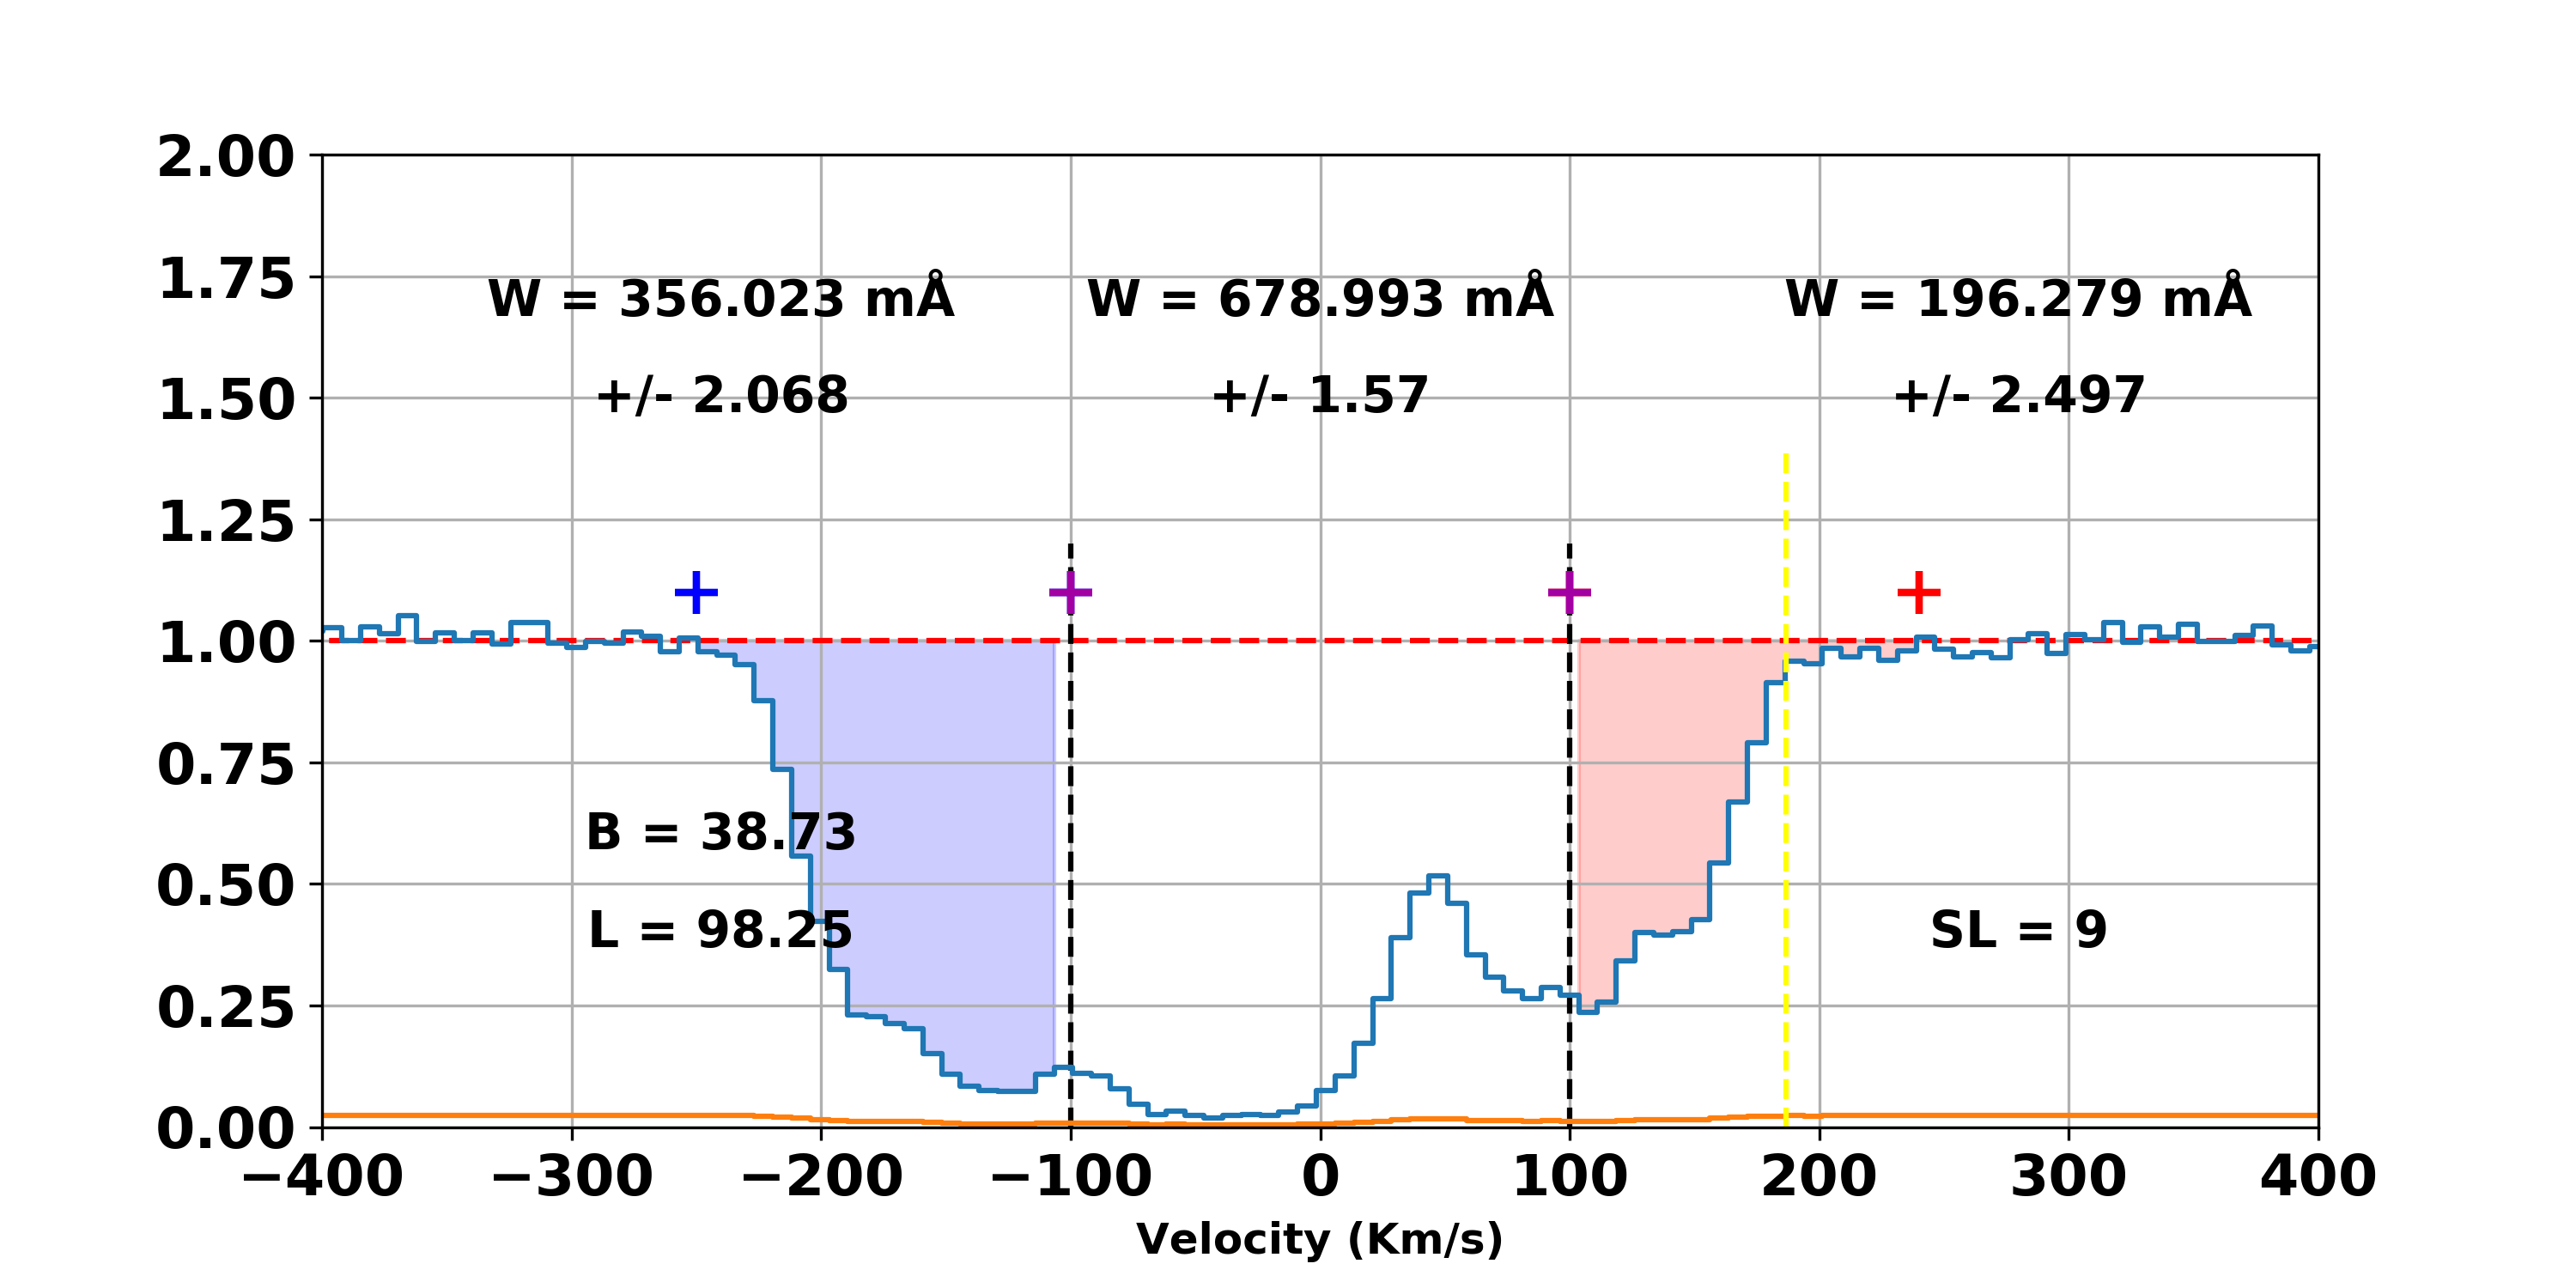 2.00
1.75
W = 356.023 mÅ W = 678.993 mÅ W = 196.279 mÅ
1.50
+/- 2.068 +/- 1.57 +/- 2.497
1.25
1.00
0.75
B = 38.73
0.50
L = 98.25 SL = 9
0.25
0.00
−400 −300 −200 −100 0 100 200 300 400
Velocity (Km/s)